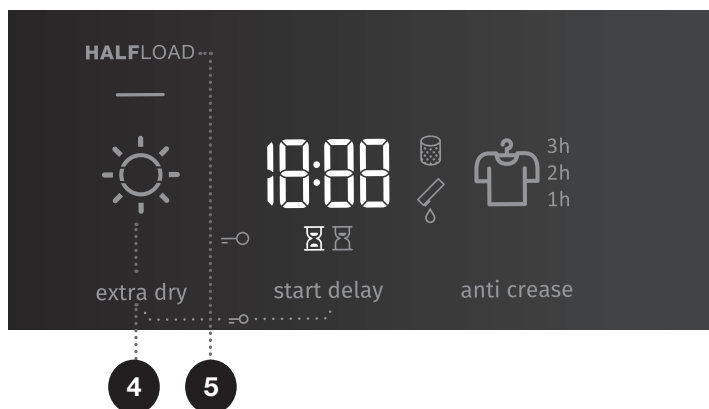 HALFLOAD
18:88
3h
2h
1h
extra dry
start delay
anti crease
4
5